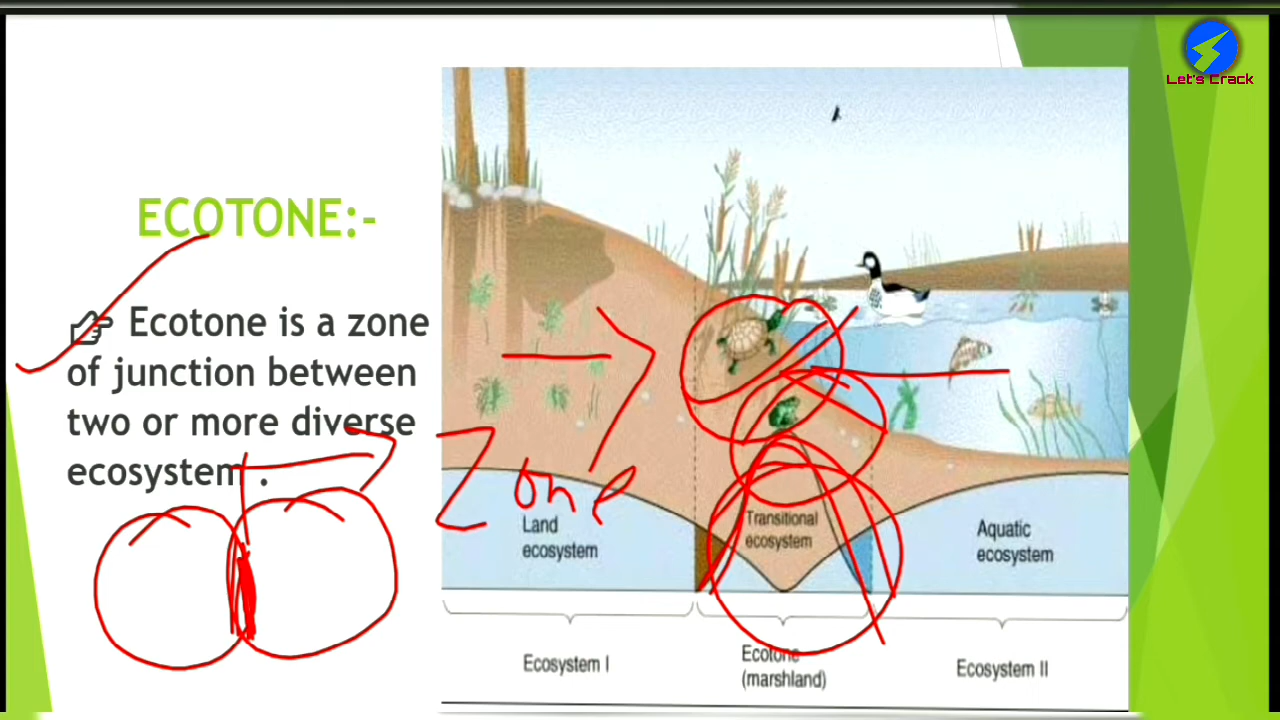 Let's Crack
ECOTONE:-
Ecotone is a zone
of junction between
two or more diverse
ecosystem .
Zone
Land
ecosystem
Transitional
ecosystem
Aquatic
ecosystem
Ecosystem I
Ecotone
(marshland)
Ecosystem II